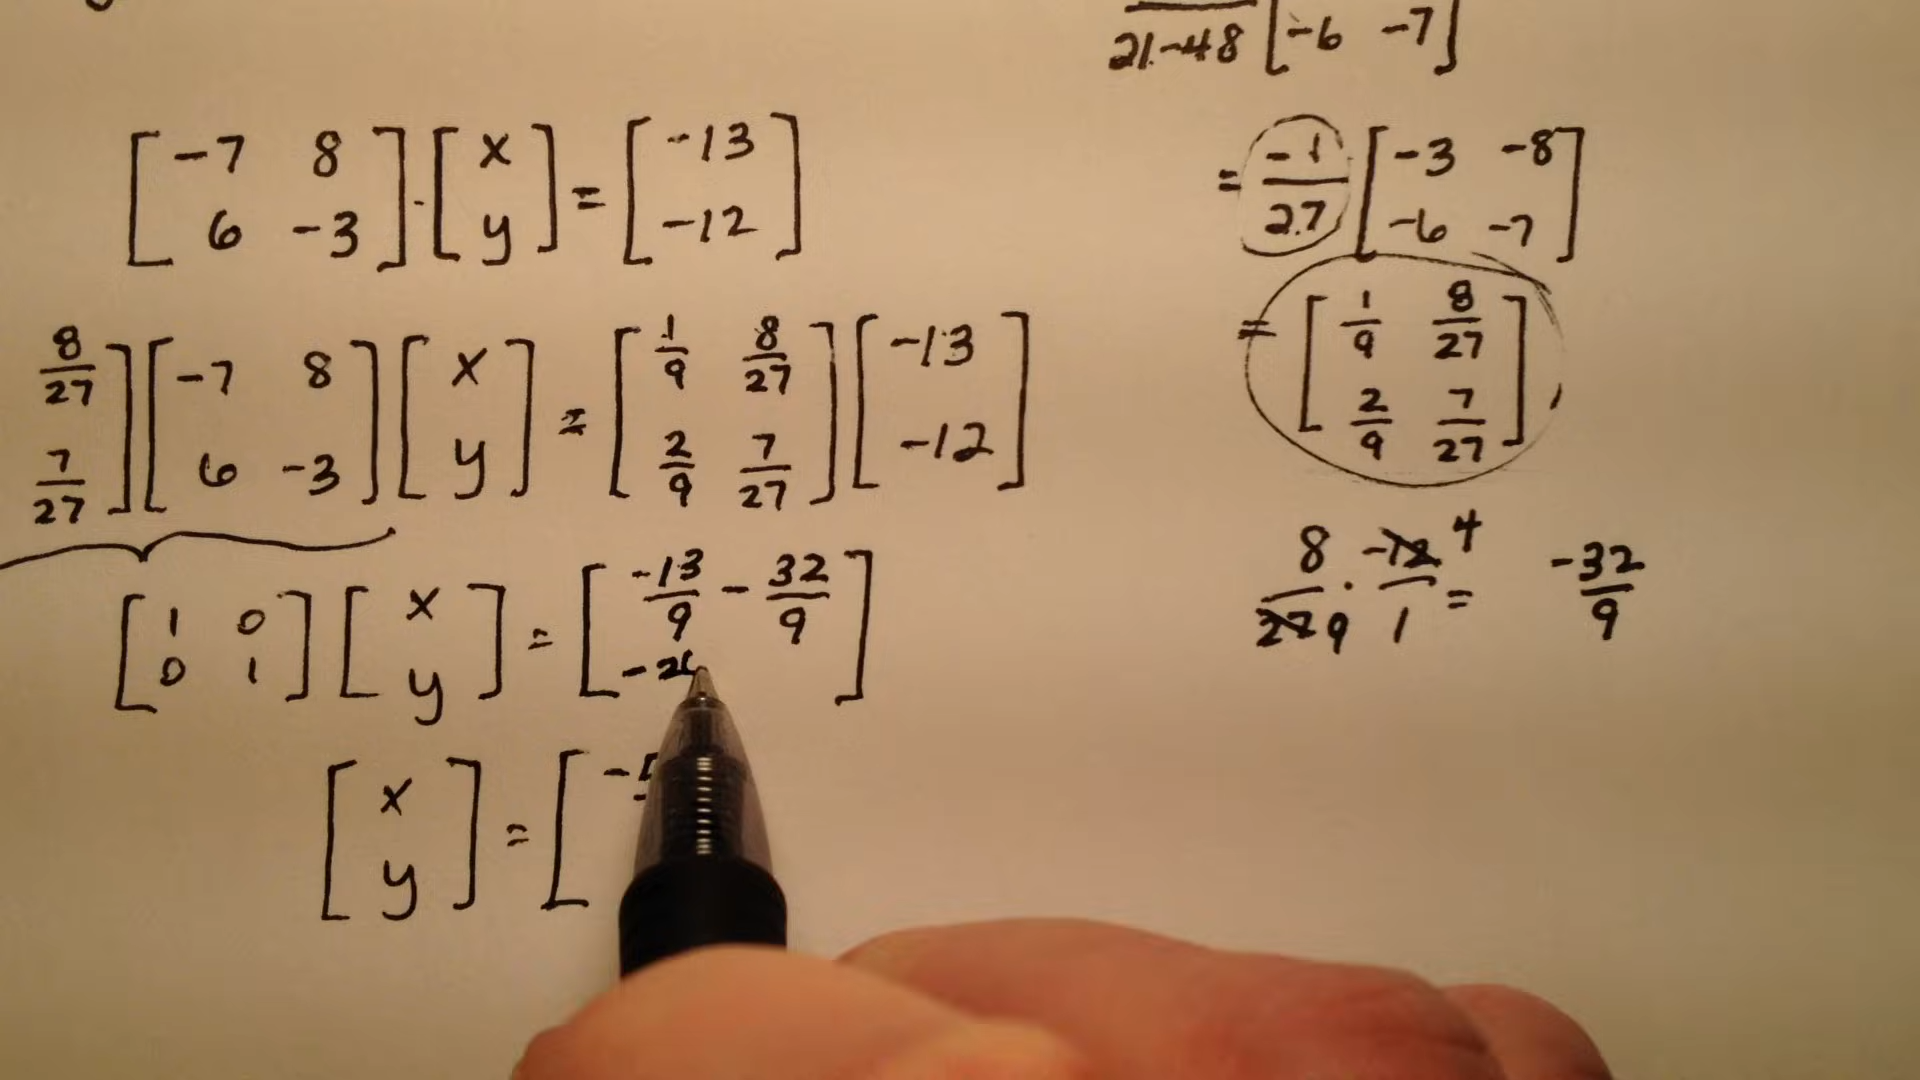 21-48 [-6 -7]
[-7 8] · [x] = [-13]
[6 -3] [y] [-12]
= -1/27 [-3 -8]
[-6 -7]
8/27] [-7 8] [x] = [1/9 8/27] [-13]
7/27] [6 -3] [y] [2/9 7/27] [-12]
= [1/9 8/27]
[2/9 7/27]
[1 0] [x] = [-13/9 - 32/9]
[0 1] [y] [-2
8/27 9 · -12/1 4 = -32/9
[x] = [-5
[y]